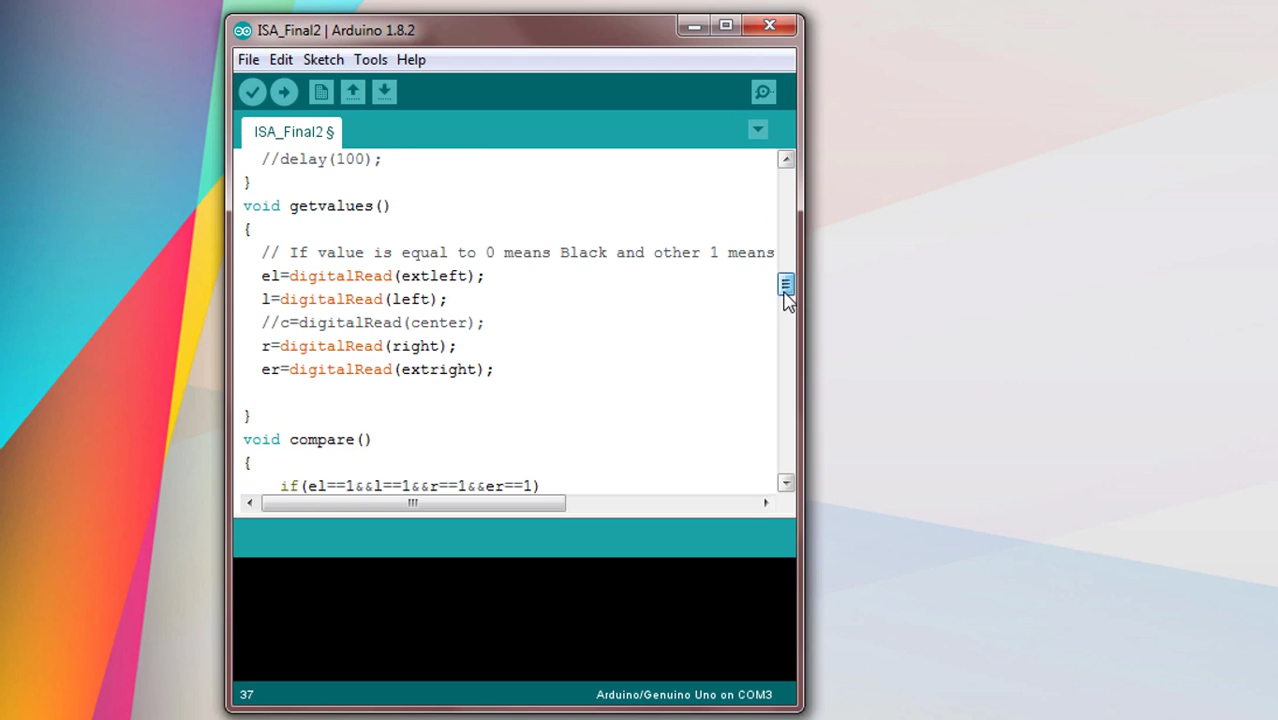 ISA_Final2 | Arduino 1.8.2
File Edit Sketch Tools Help
ISA_Final2 §
//delay(100);
}
void getvalues()
{
// If value is equal to 0 means Black and other 1 means
el=digitalRead(extleft);
l=digitalRead(left);
//c=digitalRead(center);
r=digitalRead(right);
er=digitalRead(extright);
}
void compare()
{
if(el==1&&l==1&&r==1&&er==1)
37
Arduino/Genuino Uno on COM3